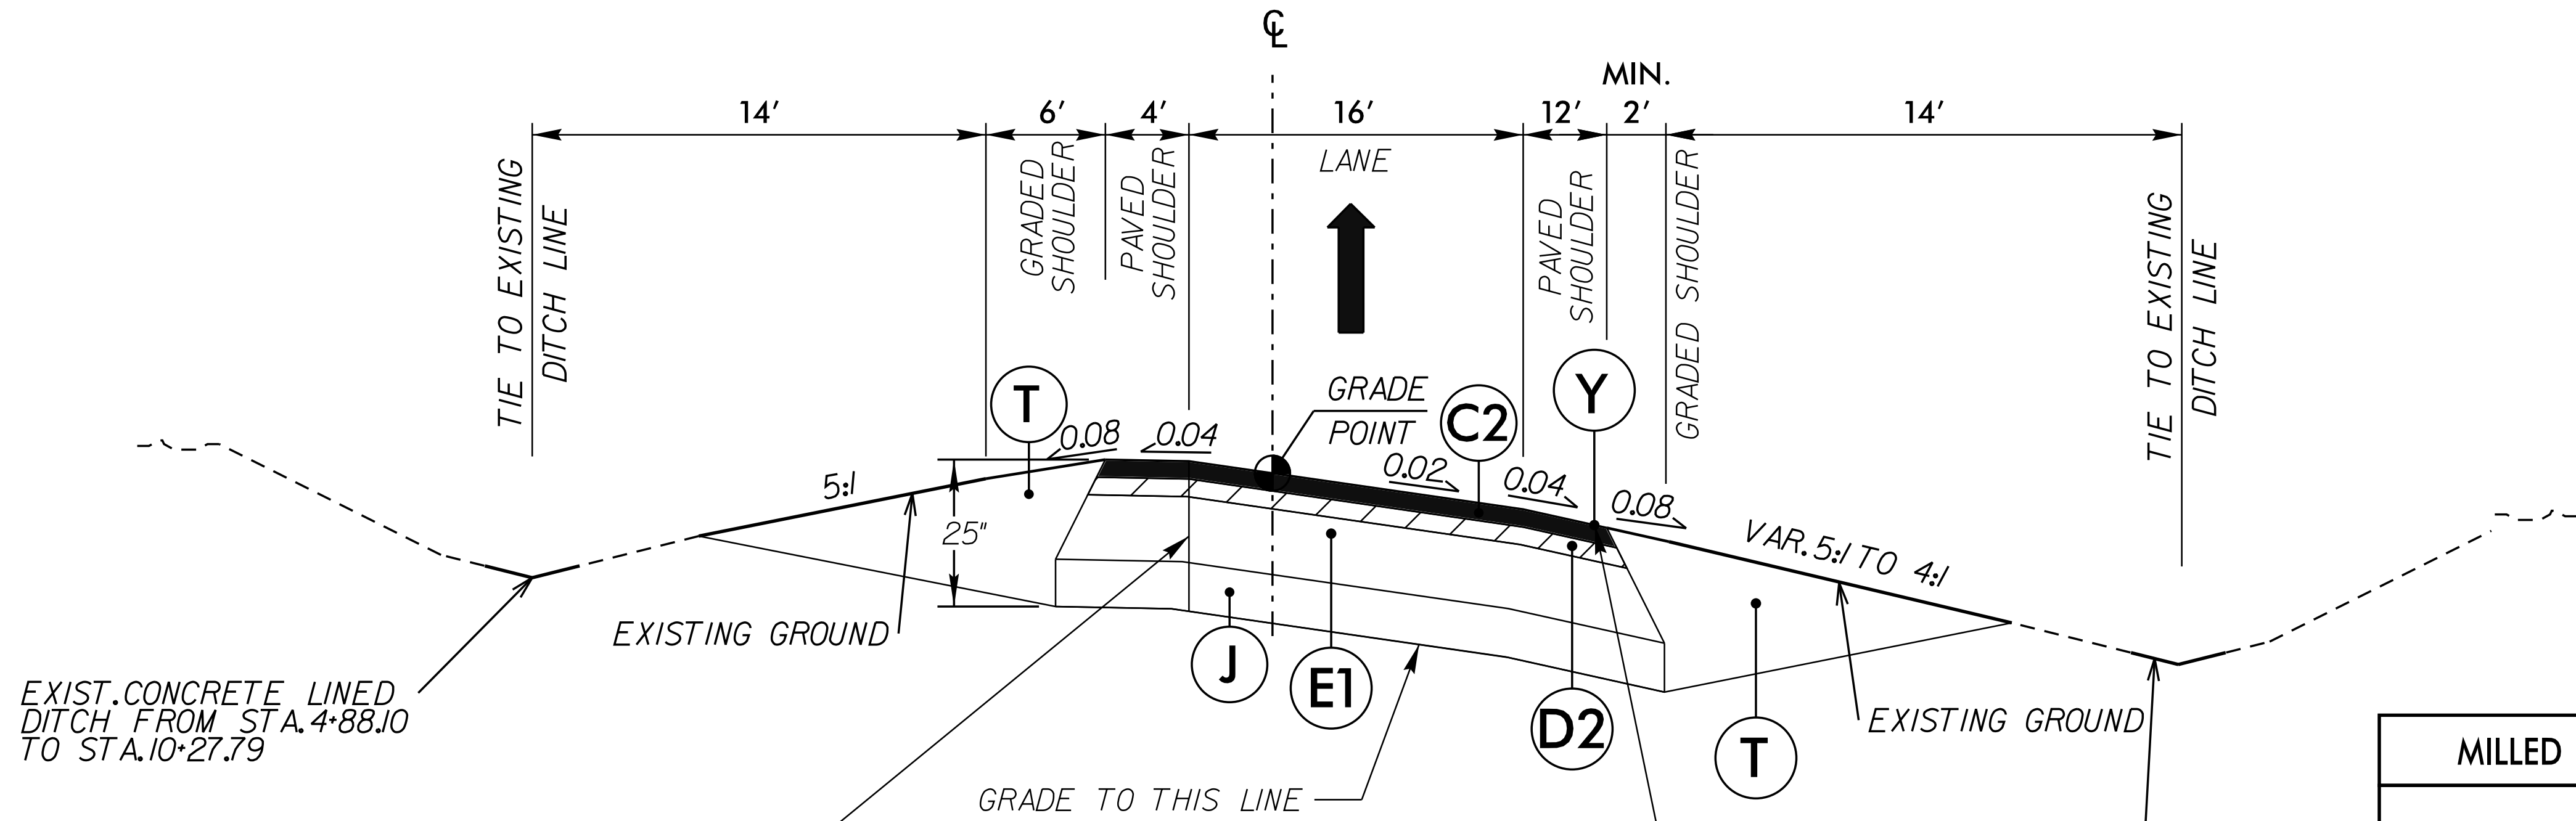 CL
MIN.
14' 6' 4' 16' 12' 2' 14'
LANE
TIE TO EXISTING
DITCH LINE
GRADED
SHOULDER
PAVED
SHOULDER
PAVED
SHOULDER
GRADED SHOULDER
TIE TO EXISTING
DITCH LINE
T
0.08
0.04
GRADE
POINT
C2
Y
0.02
0.04
0.08
5:1
25"
VAR. 5:1 TO 4:1
EXISTING GROUND
J
E1
D2
T
EXISTING GROUND
EXIST. CONCRETE LINED
DITCH FROM STA. 4+88.10
TO STA. 10+27.79
GRADE TO THIS LINE
MILLED